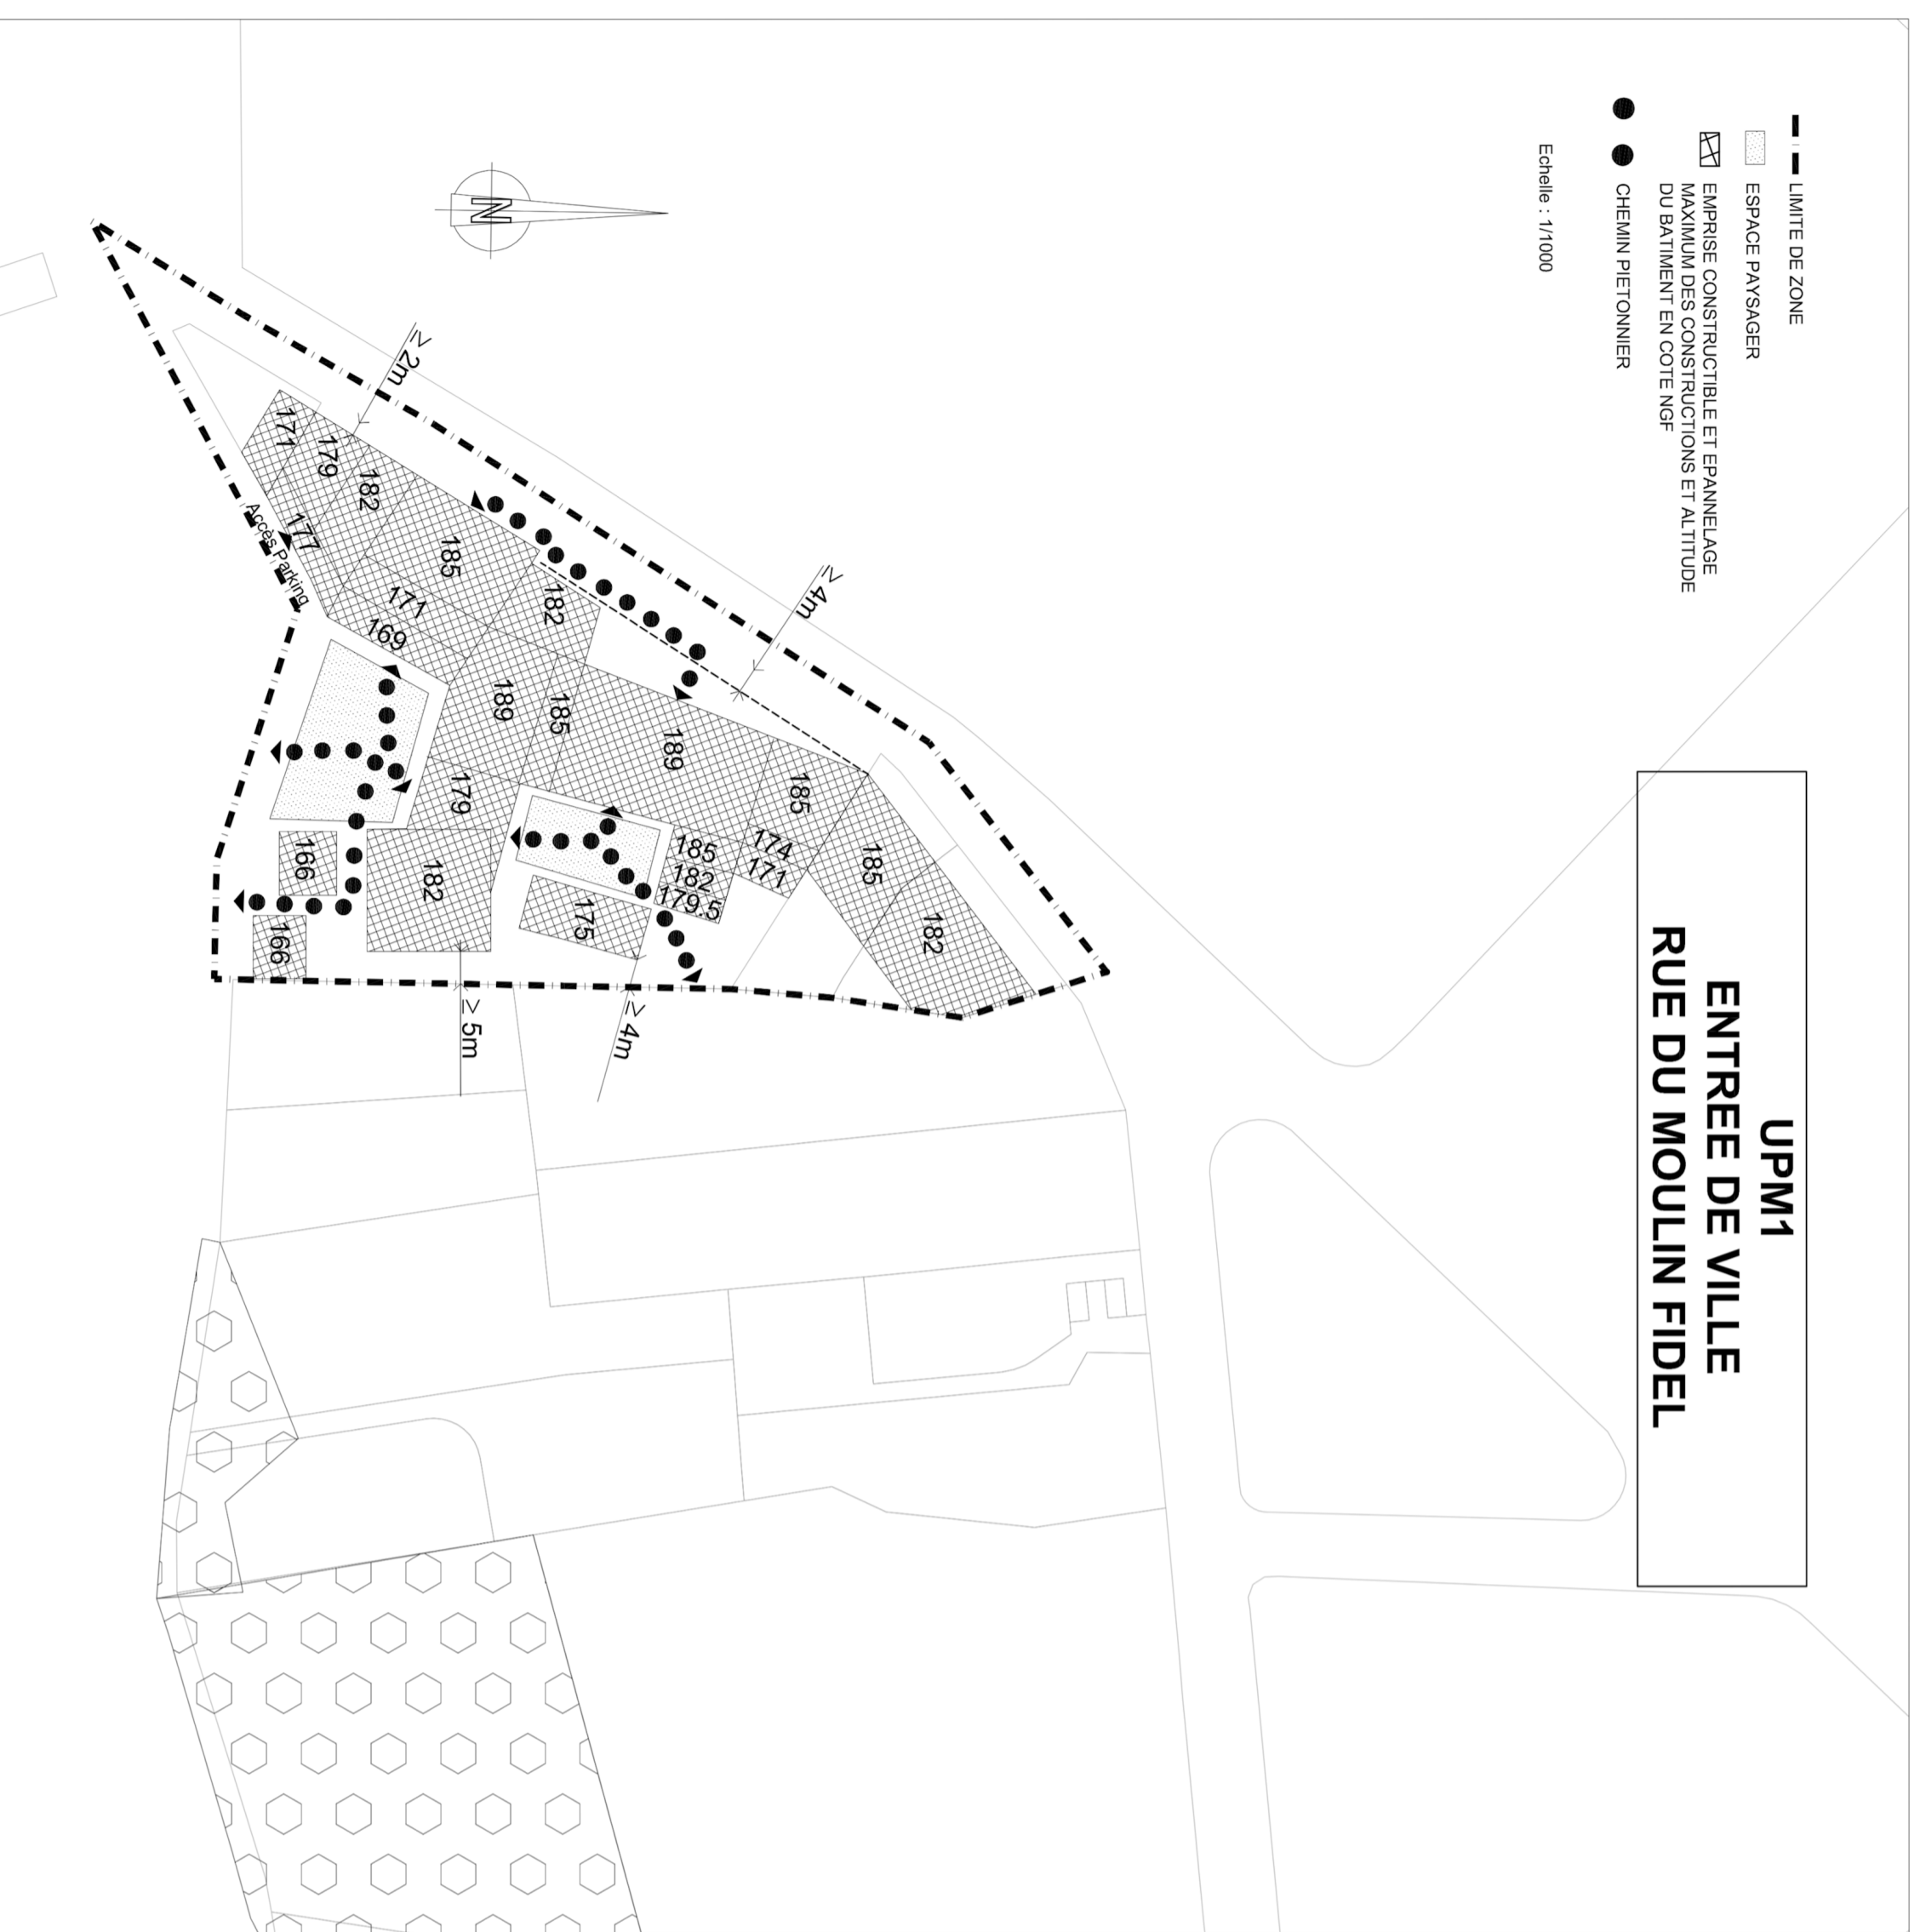 UPM1
ENTREE DE VILLE
RUE DU MOULIN FIDEL
LIMITE DE ZONE
ESPACE PAYSAGER
EMPRISE CONSTRUCTIBLE ET EPANNELAGE
MAXIMUM DES CONSTRUCTIONS ET ALTITUDE
DU BATIMENT EN COTE NGF
CHEMIN PIETONNIER
Echelle : 1/1000
N
≥ 2m
≥ 4m
171
179
182
177
Accès Parking
185
171
169
182
189
185
189
179
185
185
182
179.5
174
171
185
182
166
182
175
166
≥ 5m
≥ 4m